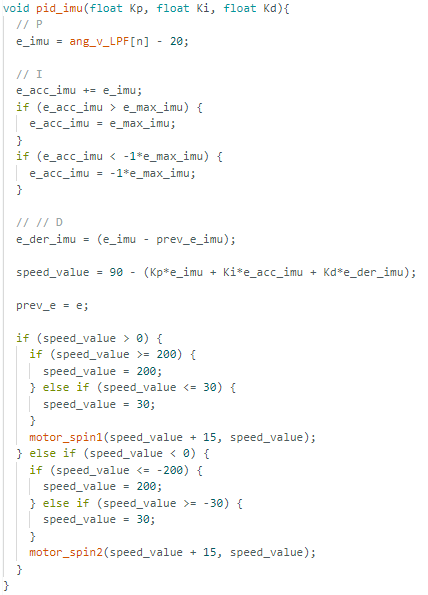 void pid_imu(float Kp, float Ki, float Kd){
  // P
  e_imu = ang_v_LPF[n] - 20;

  // I
  e_acc_imu += e_imu;
  if (e_acc_imu > e_max_imu) {
    e_acc_imu = e_max_imu;
  }
  if (e_acc_imu < -1*e_max_imu) {
    e_acc_imu = -1*e_max_imu;
  }

  // // D
  e_der_imu = (e_imu - prev_e_imu);

  speed_value = 90 - (Kp*e_imu + Ki*e_acc_imu + Kd*e_der_imu);

  prev_e = e;

  if (speed_value > 0) {
    if (speed_value >= 200) {
      speed_value = 200;
    } else if (speed_value <= 30) {
      speed_value = 30;
    }
    motor_spin1(speed_value + 15, speed_value);
  } else if (speed_value < 0) {
    if (speed_value <= -200) {
      speed_value = 200;
    } else if (speed_value >= -30) {
      speed_value = 30;
    }
    motor_spin2(speed_value + 15, speed_value);
  }
}